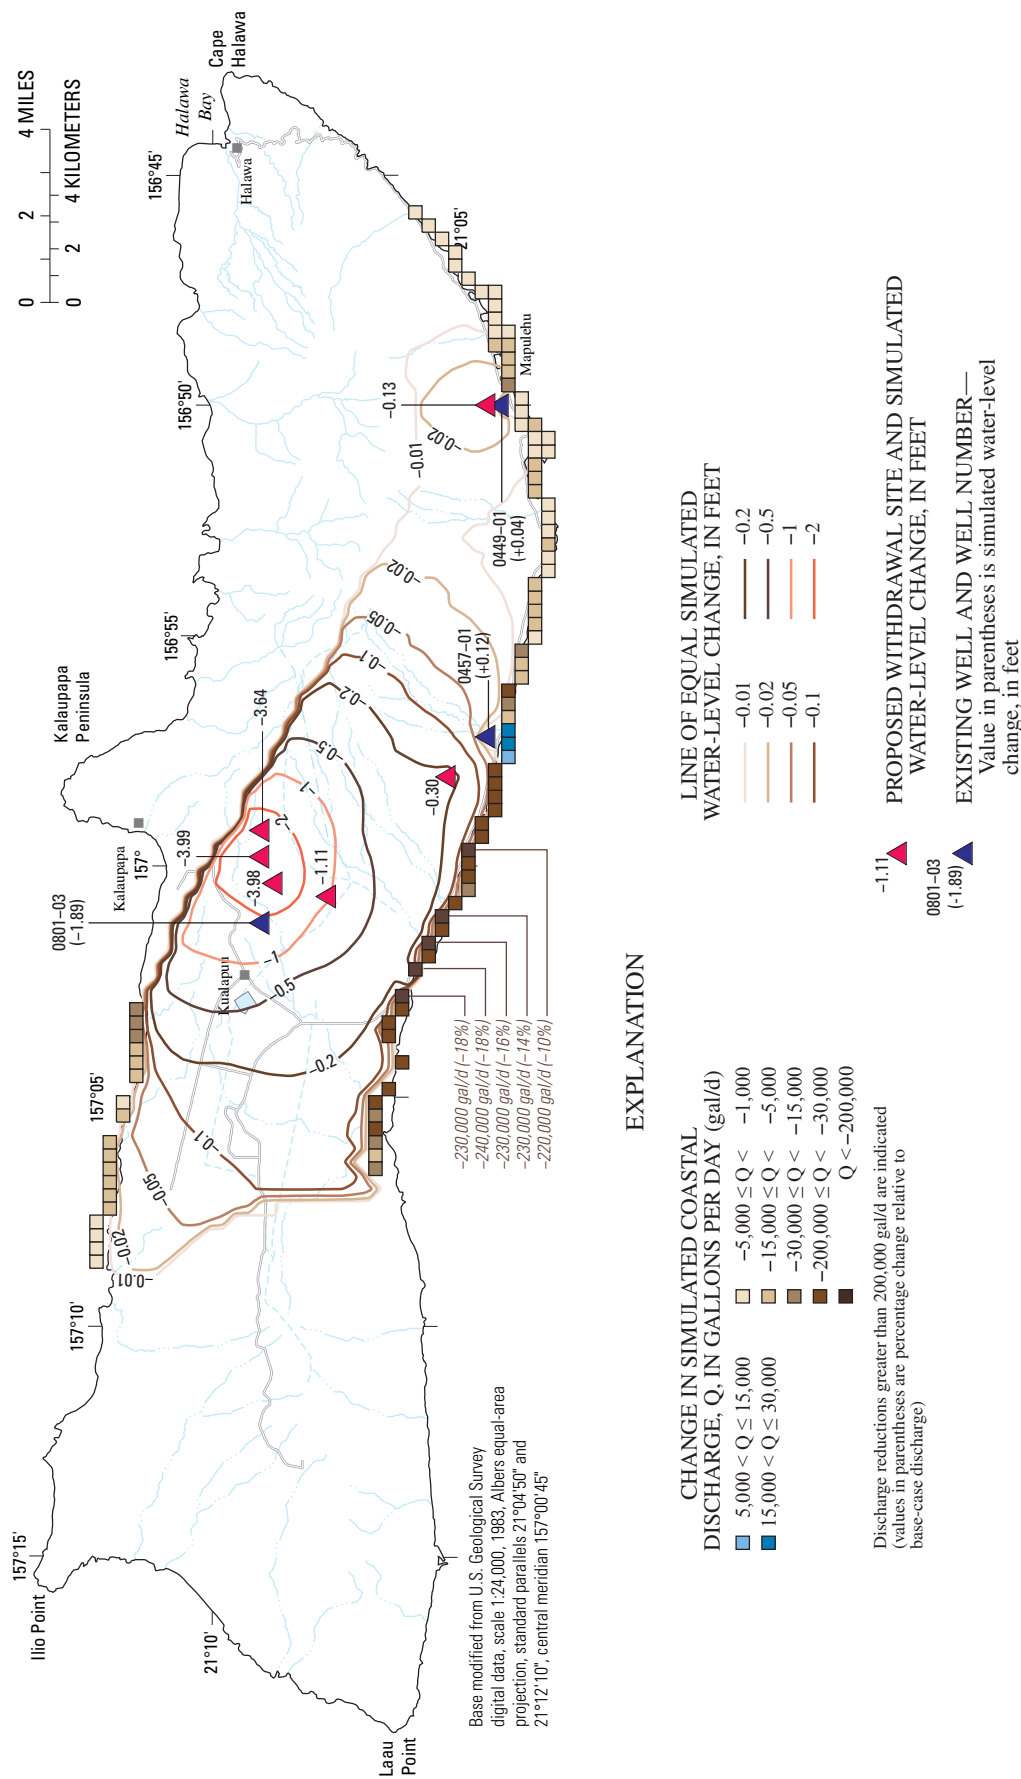 Ilio Point
157°15'
157°10'
157°05'
157°
156°55'
156°50'
156°45'
0 2 4 MILES
0 2 4 KILOMETERS
Kalaupapa
Peninsula
Kalaupapa
Halawa
Bay
Cape
Halawa
Halawa
21°10'
21°05'
Laau
Point
Kualapuu
Mapulehu
0801–03
(−1.89)
−3.99
−3.98
−3.64
−1.11
−0.30
−0.13
0457–01
(+0.12)
0449–01
(+0.04)
−0.01
−0.02
−0.05
−0.1
−0.2
−0.5
−1
−2
−1
−0.5
−0.2
−0.1
−0.05
−0.02
−0.01
−0.02
−230,000 gal/d (−18%)
−240,000 gal/d (−18%)
−230,000 gal/d (−16%)
−230,000 gal/d (−14%)
−220,000 gal/d (−10%)
Base modified from U.S. Geological Survey
digital data, scale 1:24,000, 1983, Albers equal-area
projection, standard parallels 21°04'50" and
21°12'10", central meridian 157°00'45"
EXPLANATION
CHANGE IN SIMULATED COASTAL
DISCHARGE, Q, IN GALLONS PER DAY (gal/d)
5,000 < Q ≤ 15,000
15,000 < Q ≤ 30,000
−5,000 ≤ Q < −1,000
−15,000 ≤ Q < −5,000
−30,000 ≤ Q < −15,000
−200,000 ≤ Q < −30,000
Q < −200,000
Discharge reductions greater than 200,000 gal/d are indicated
(values in parentheses are percentage change relative to
base-case discharge)
LINE OF EQUAL SIMULATED
WATER-LEVEL CHANGE, IN FEET
−0.01
−0.02
−0.05
−0.1
−0.2
−0.5
−1
−2
−1.11
PROPOSED WITHDRAWAL SITE AND SIMULATED
WATER-LEVEL CHANGE, IN FEET
0801–03
(-1.89)
EXISTING WELL AND WELL NUMBER—
Value in parentheses is simulated water-level
change, in feet